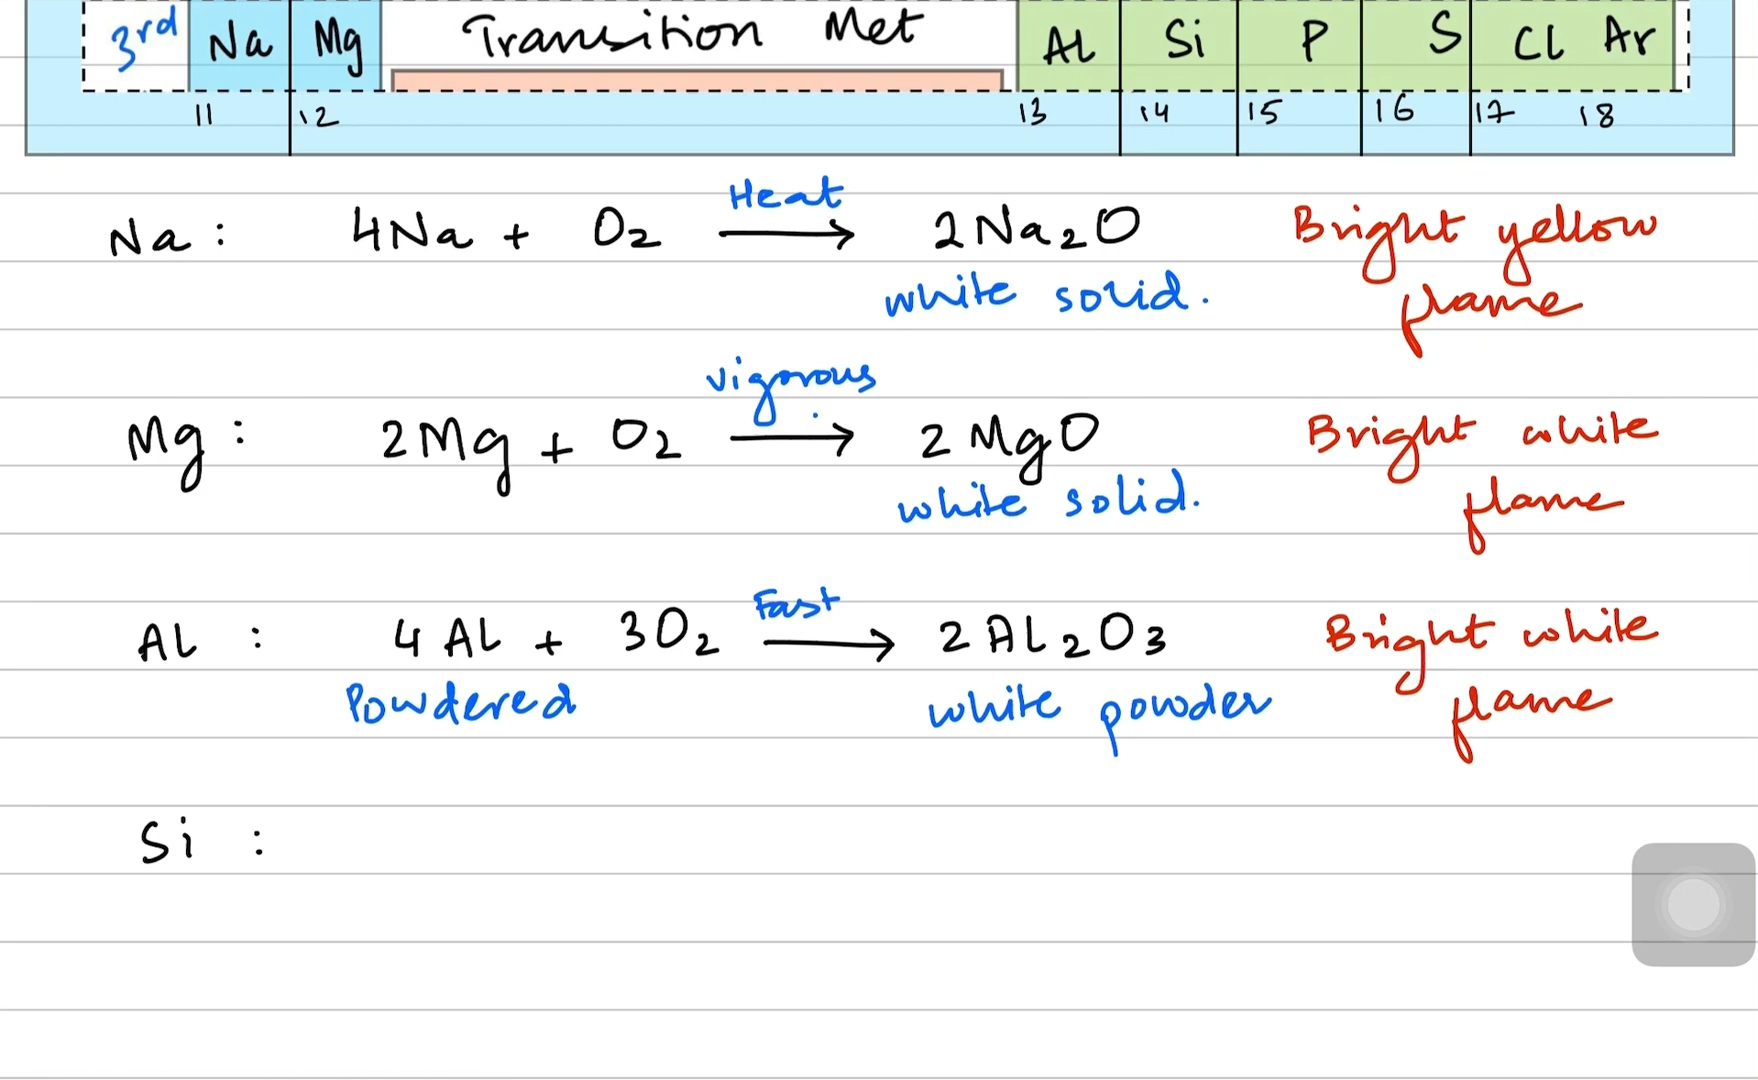 3rd Na Mg Transition Met Al Si P S Cl Ar
11 12 13 14 15 16 17 18
Heat
Na : 4Na + O₂ → 2Na₂O Bright yellow
white solid. flame
vigorous
Mg : 2Mg + O₂ → 2MgO Bright white
white solid. flame
Fast
Al : 4Al + 3O₂ → 2Al₂O₃ Bright white
Powdered white powder flame
Si :